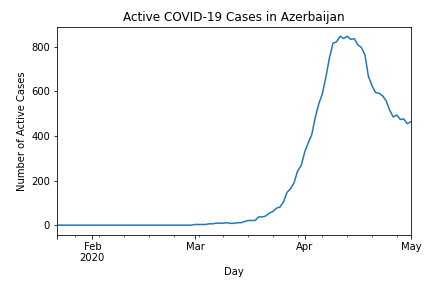 Active COVID-19 Cases in Azerbaijan
Number of Active Cases
800
600
400
200
0
Feb
2020
Mar
Apr
May
Day